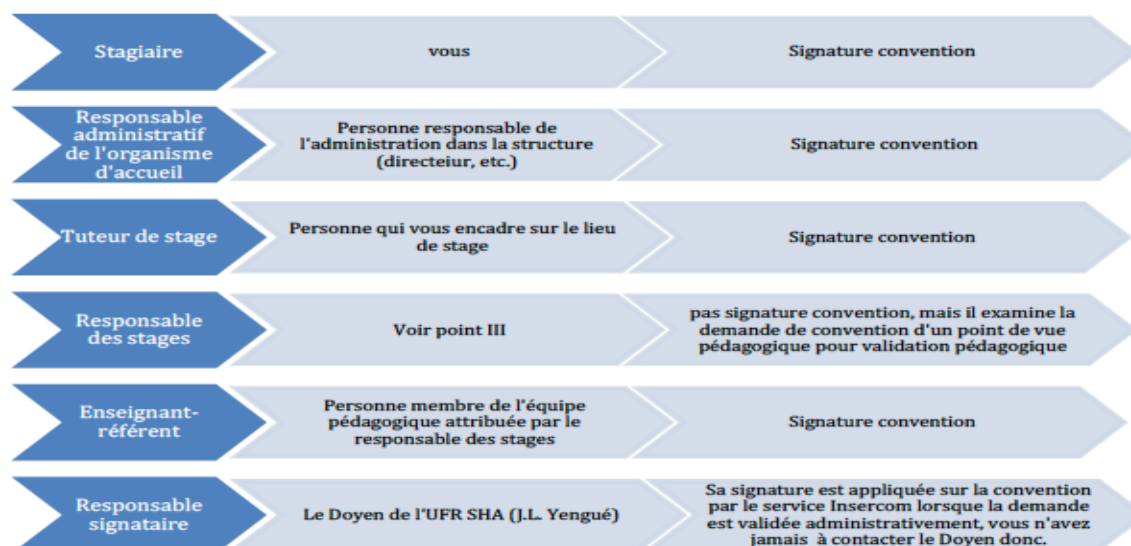 Stagiaire
vous
Signature convention
Responsable
administratif
de l'organisme
d'accueil
Personne responsable de
l'administration dans la structure
(directeiur, etc.)
Signature convention
Tuteur de stage
Personne qui vous encadre sur le lieu
de stage
Signature convention
Responsable
des stages
Voir point III
pas signature convention, mais il examine la
demande de convention d'un point de vue
pédagogique pour validation pédagogique
Enseignant-
référent
Personne membre de l'équipe
pédagogique attribuée par le
responsable des stages
Signature convention
Responsable
signataire
Le Doyen de l'UFR SHA (J.L. Yengué)
Sa signature est appliquée sur la convention
par le service Insercom lorsque la demande
est validée administrativement, vous n'avez
jamais à contacter le Doyen donc.